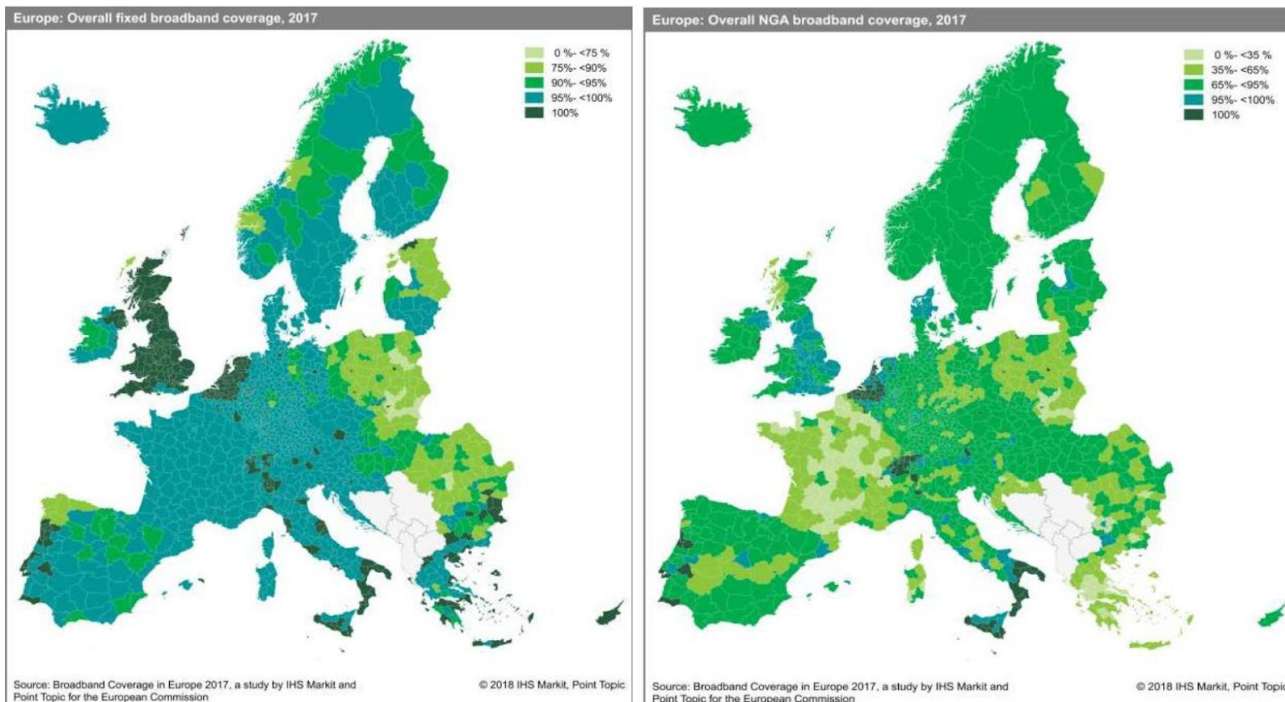 Europe: Overall fixed broadband coverage, 2017
0 %- <75 %
75%- <90%
90%- <95%
95%- <100%
100%
Source: Broadband Coverage in Europe 2017, a study by IHS Markit and
Point Topic for the European Commission
© 2018 IHS Markit, Point Topic
Europe: Overall NGA broadband coverage, 2017
0 %- <35 %
35%- <65%
65%- <95%
95%- <100%
100%
Source: Broadband Coverage in Europe 2017, a study by IHS Markit and
Point Topic for the European Commission
© 2018 IHS Markit, Point Topic